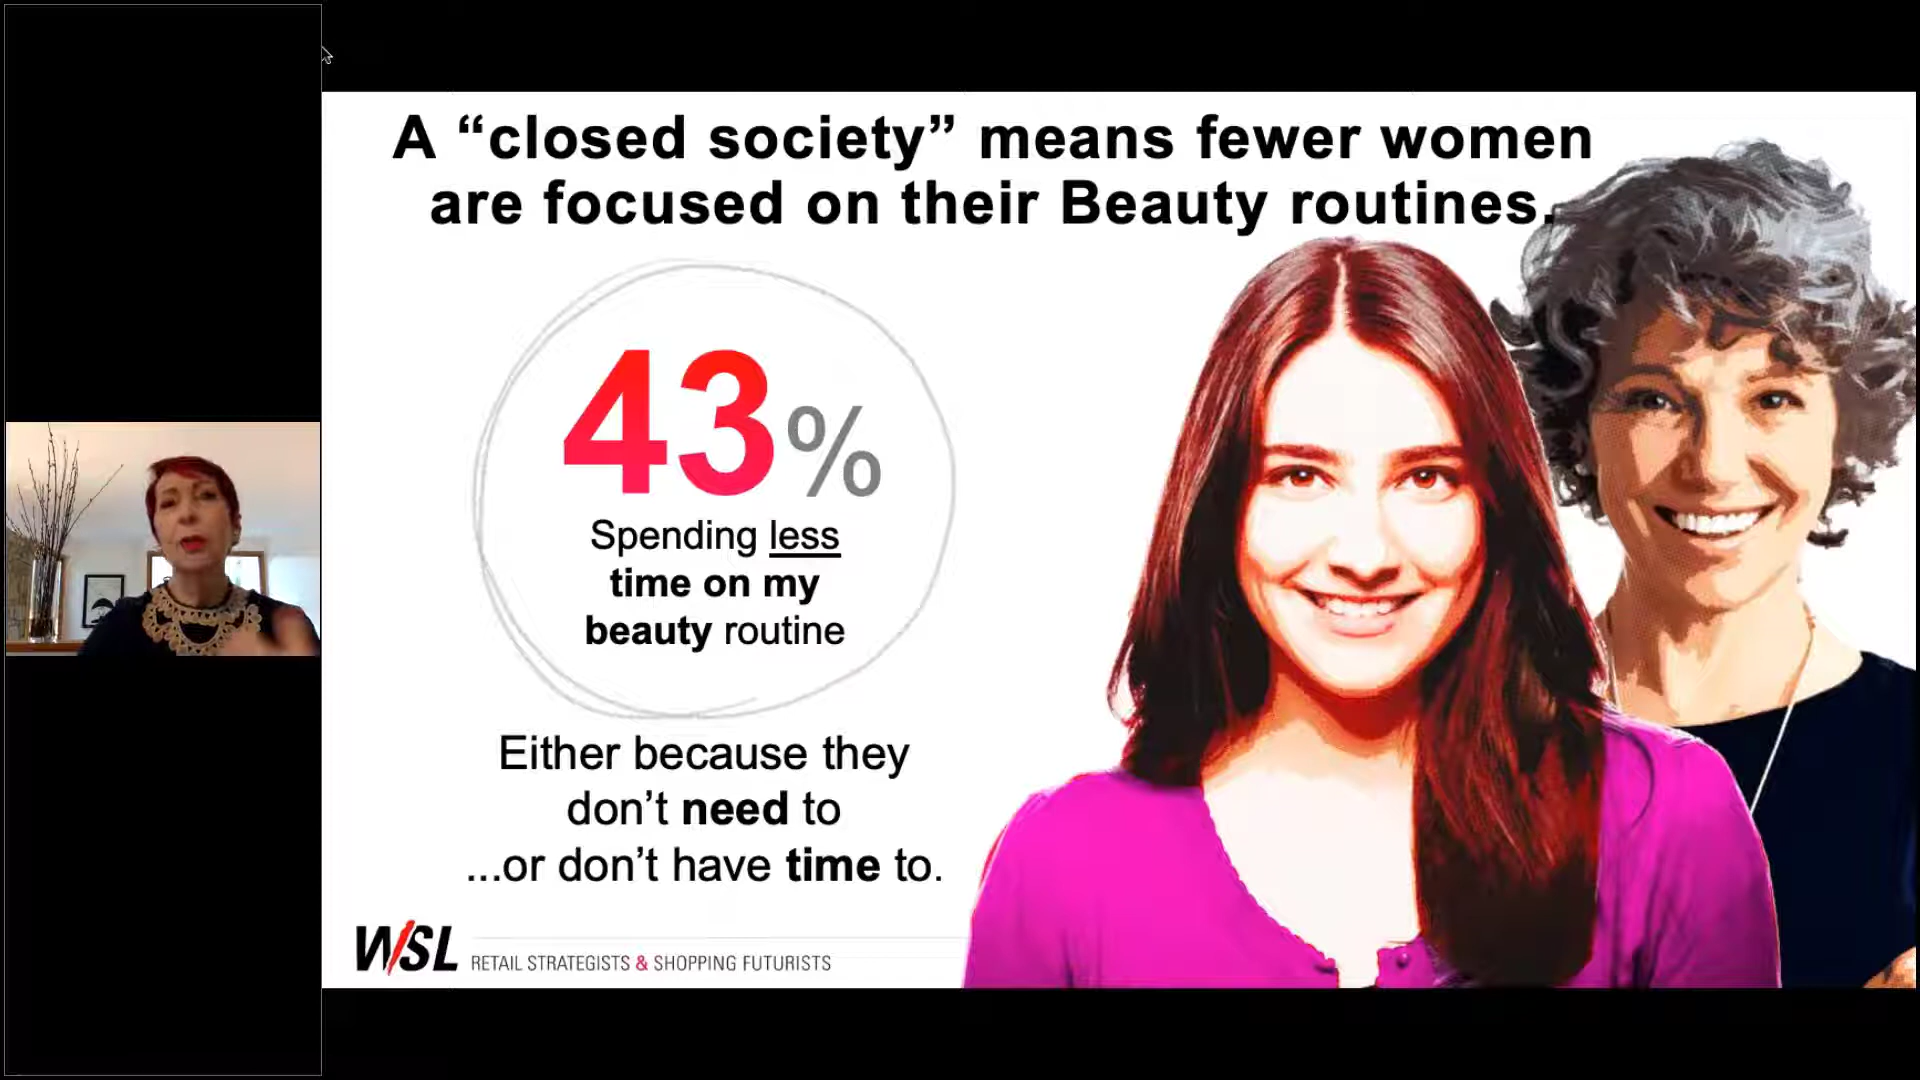 A “closed society” means fewer women
are focused on their Beauty routines.
43%
Spending less
time on my
beauty routine
Either because they
don’t need to
...or don’t have time to.
WSL RETAIL STRATEGISTS & SHOPPING FUTURISTS